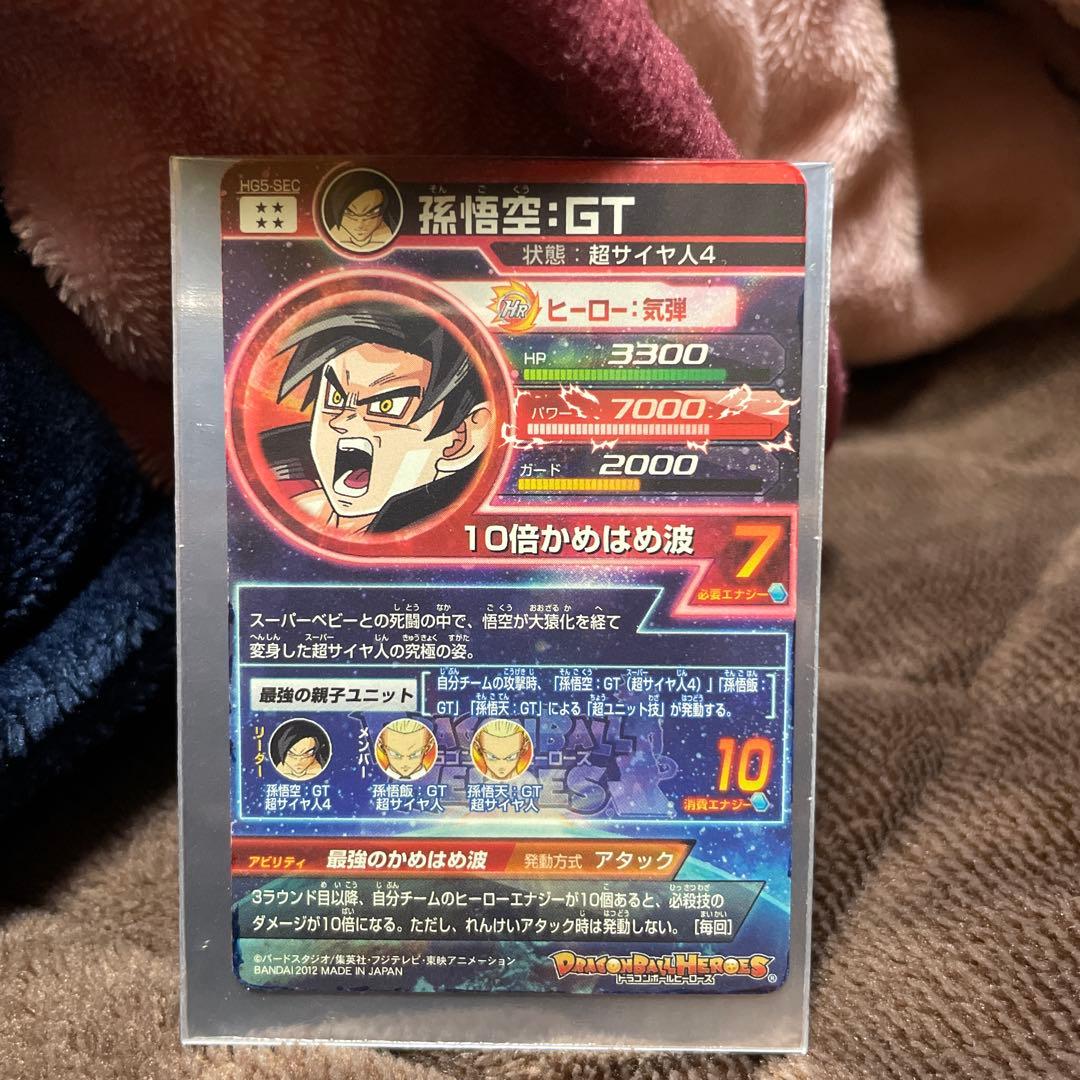 HG5-SEC
★★
★★
そん ご くう
孫悟空:GT
状態:超サイヤ人4
HR ヒーロー:気弾
HP 3300
パワー 7000
ガード 2000
10倍かめはめ波
7
必要エナジー
スーパーベビーとの死闘の中で、悟空が大猿化を経て
変身した超サイヤ人の究極の姿。
最強の親子ユニット
自分チームの攻撃時、「孫悟空:GT(超サイヤ人4)」「孫悟飯:
GT」「孫悟天:GT」による「超ユニット技」が発動する。
リーダー
孫悟空:GT
超サイヤ人4
メンバー
孫悟飯:GT
超サイヤ人
孫悟天:GT
超サイヤ人
10
消費エナジー
アビリティ 最強のかめはめ波 発動方式 アタック
3ラウンド目以降、自分チームのヒーローエナジーが10個あると、必殺技の
ダメージが10倍になる。ただし、れんけいアタック時は発動しない。[毎回]
©バードスタジオ/集英社・フジテレビ・東映アニメーション
BANDAI 2012 MADE IN JAPAN
DRAGONBALL HEROES
ドラゴンボールヒーローズ
®